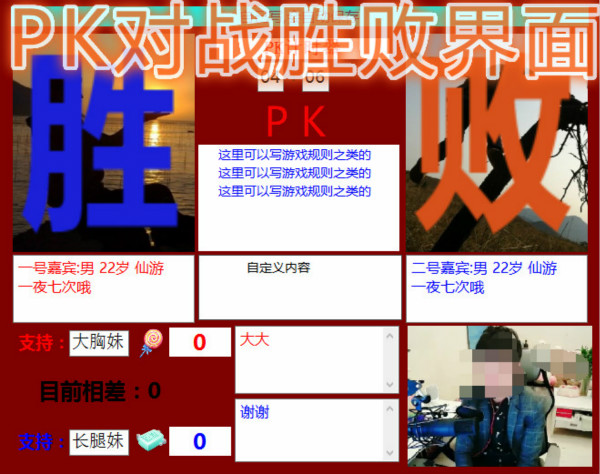 PK对战胜败界面
胜
败
04
06
PK
这里可以写游戏规则之类的
这里可以写游戏规则之类的
这里可以写游戏规则之类的
一号嘉宾:男 22岁 仙游
一夜七次哦
自定义内容
二号嘉宾:男 22岁 仙游
一夜七次哦
支持：大胸妹 0
大大
目前相差：0
谢谢
支持：长腿妹 0